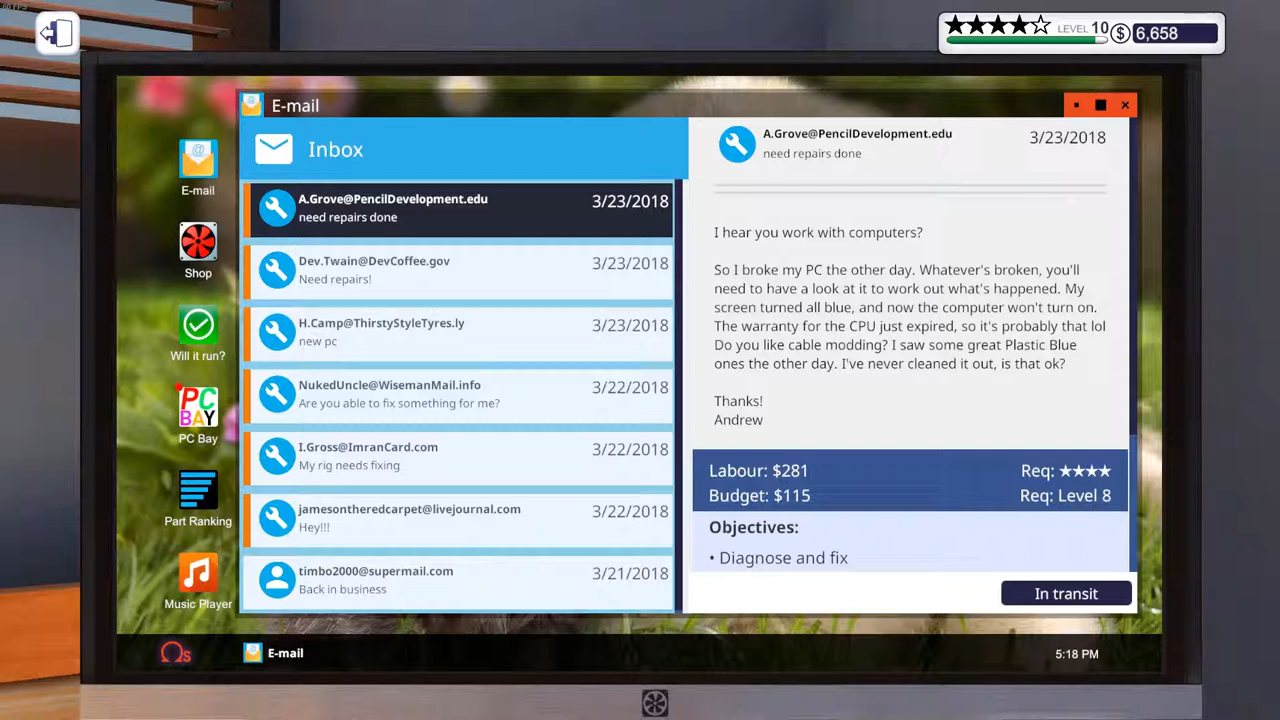 LEVEL 10
$ 6,658
E-mail
E-mail
Shop
Will it run?
PC BAY
PC Bay
Part Ranking
Music Player
Inbox
A.Grove@PencilDevelopment.edu 3/23/2018
need repairs done
Dev.Twain@DevCoffee.gov 3/23/2018
Need repairs!
H.Camp@ThirstyStyleTyres.ly 3/23/2018
new pc
NukedUncle@WisemanMail.info 3/22/2018
Are you able to fix something for me?
I.Gross@ImranCard.com 3/22/2018
My rig needs fixing
jamesontheredcarpet@livejournal.com 3/22/2018
Hey!!!
timbo2000@supermail.com 3/21/2018
Back in business
A.Grove@PencilDevelopment.edu 3/23/2018
need repairs done
I hear you work with computers?
So I broke my PC the other day. Whatever's broken, you'll
need to have a look at it to work out what's happened. My
screen turned all blue, and now the computer won't turn on.
The warranty for the CPU just expired, so it's probably that lol
Do you like cable modding? I saw some great Plastic Blue
ones the other day. I've never cleaned it out, is that ok?
Thanks!
Andrew
Labour: $281 Req: ★★★★
Budget: $115 Req: Level 8
Objectives:
• Diagnose and fix
In transit
Ωs
E-mail
5:18 PM